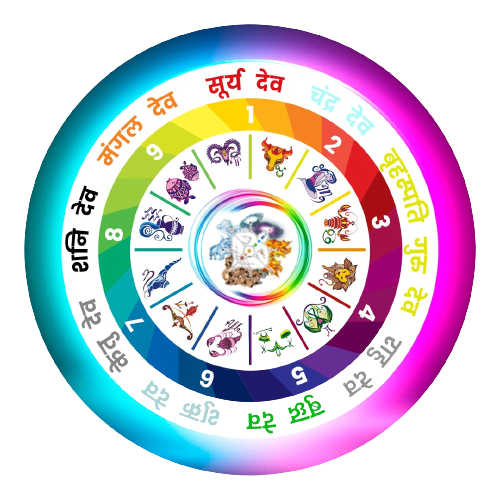 सूर्य देव
चंद्र देव
बृहस्पति गुरु देव
राहु देव
बुद्ध देव
शुक्र देव
केतु देव
शनि देव
मंगल देव
1
2
3
4
5
6
7
8
9